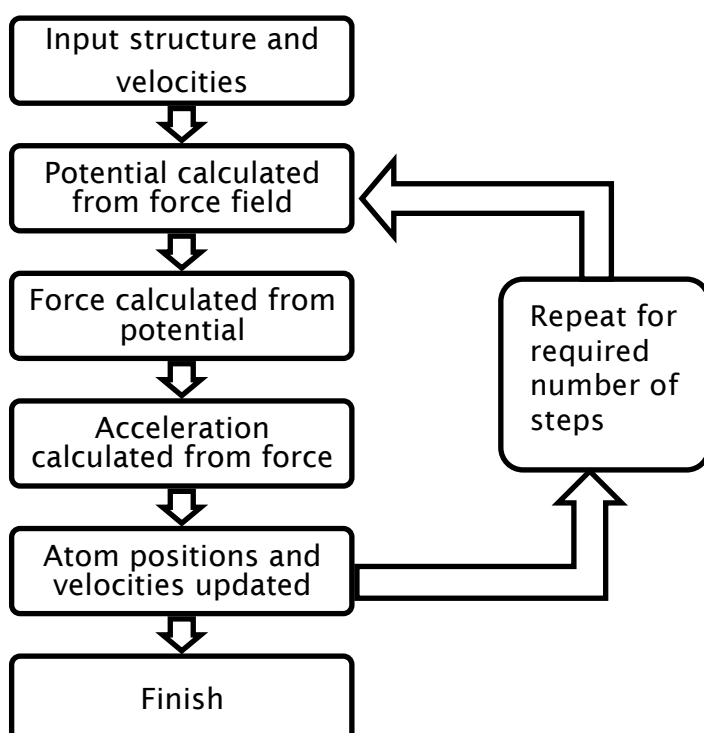 Input structure and
velocities
Potential calculated
from force field
Force calculated from
potential
Acceleration
calculated from force
Atom positions and
velocities updated
Finish
Repeat for
required
number of
steps